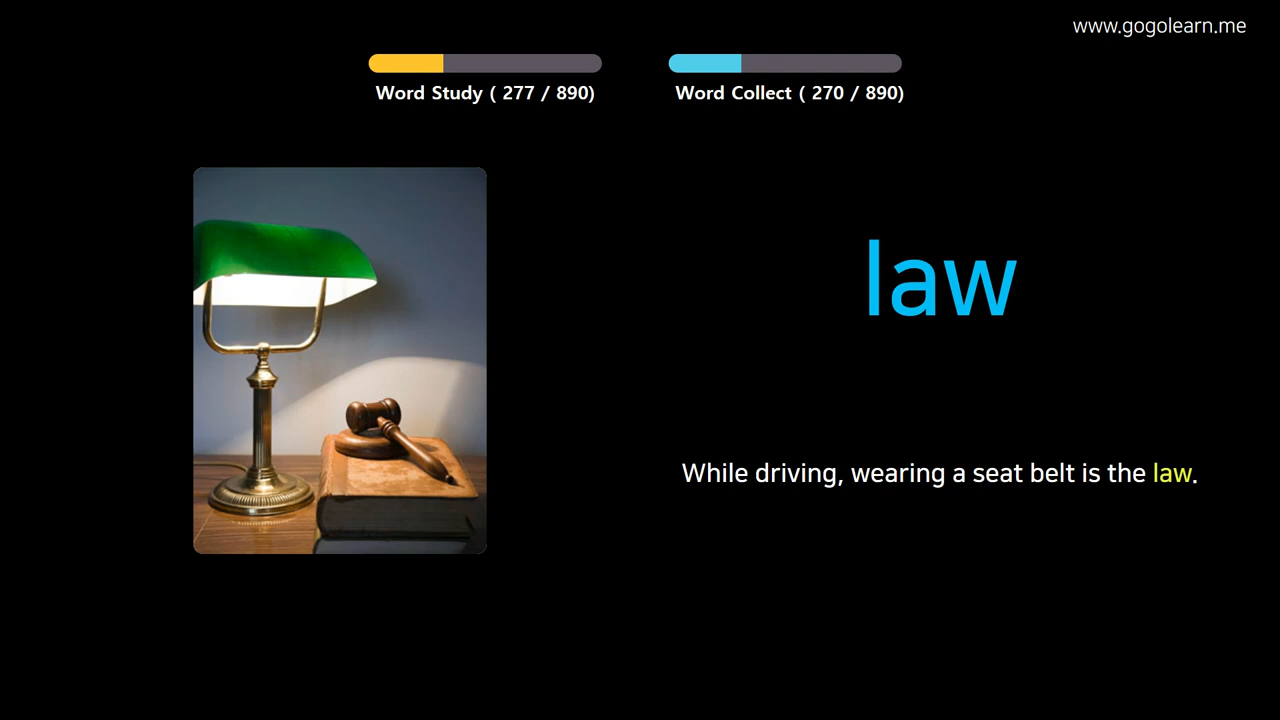 www.gogolearn.me
Word Study ( 277 / 890)
Word Collect ( 270 / 890)
law
While driving, wearing a seat belt is the law.